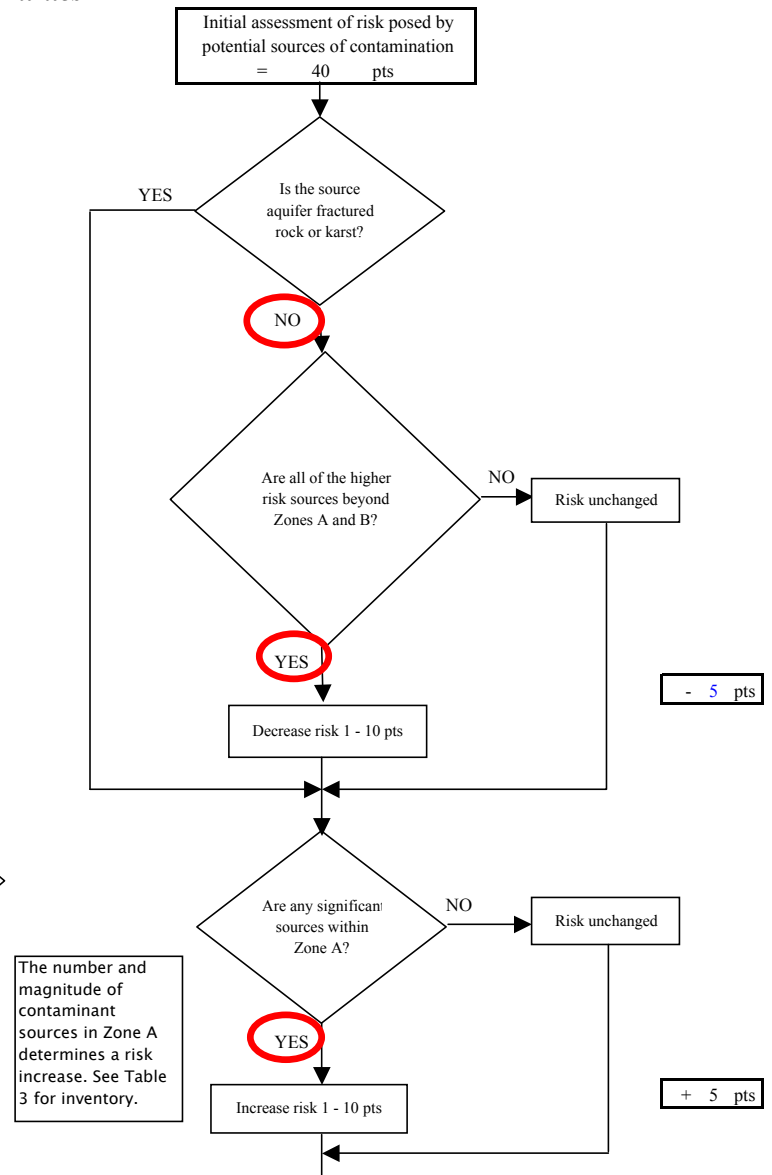 Initial assessment of risk posed by
potential sources of contamination
= 40 pts
YES
Is the source
aquifer fractured
rock or karst?
NO
Are all of the higher
risk sources beyond
Zones A and B?
NO
Risk unchanged
YES
- 5 pts
Decrease risk 1 - 10 pts
Are any significant
sources within
Zone A?
NO
Risk unchanged
The number and
magnitude of
contaminant
sources in Zone A
determines a risk
increase. See Table
3 for inventory.
YES
Increase risk 1 - 10 pts
+ 5 pts